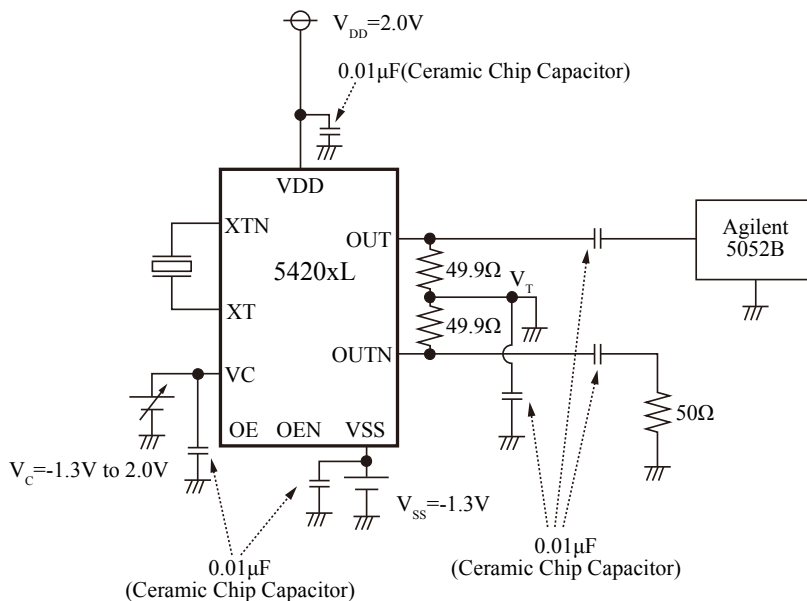 V_DD=2.0V
0.01μF(Ceramic Chip Capacitor)
VDD
XTN
OUT
Agilent
5052B
5420xL
49.9Ω
V_T
XT
49.9Ω
OUTN
VC
50Ω
OE OEN VSS
V_C=-1.3V to 2.0V
V_SS=-1.3V
0.01μF
(Ceramic Chip Capacitor)
0.01μF
(Ceramic Chip Capacitor)